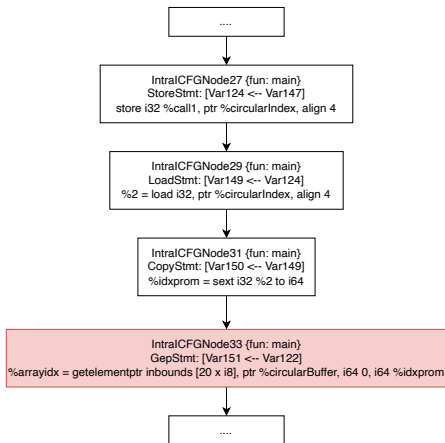 ....
IntraICFGNode27 {fun: main}
StoreStmt: [Var124 <-- Var147]
store i32 %call1, ptr %circularIndex, align 4
IntraICFGNode29 {fun: main}
LoadStmt: [Var149 <-- Var124]
%2 = load i32, ptr %circularIndex, align 4
IntraICFGNode31 {fun: main}
CopyStmt: [Var150 <-- Var149]
%idxprom = sext i32 %2 to i64
IntraICFGNode33 {fun: main}
GepStmt: [Var151 <-- Var122]
%arrayidx = getelementptr inbounds [20 x i8], ptr %circularBuffer, i64 0, i64 %idxprom
....